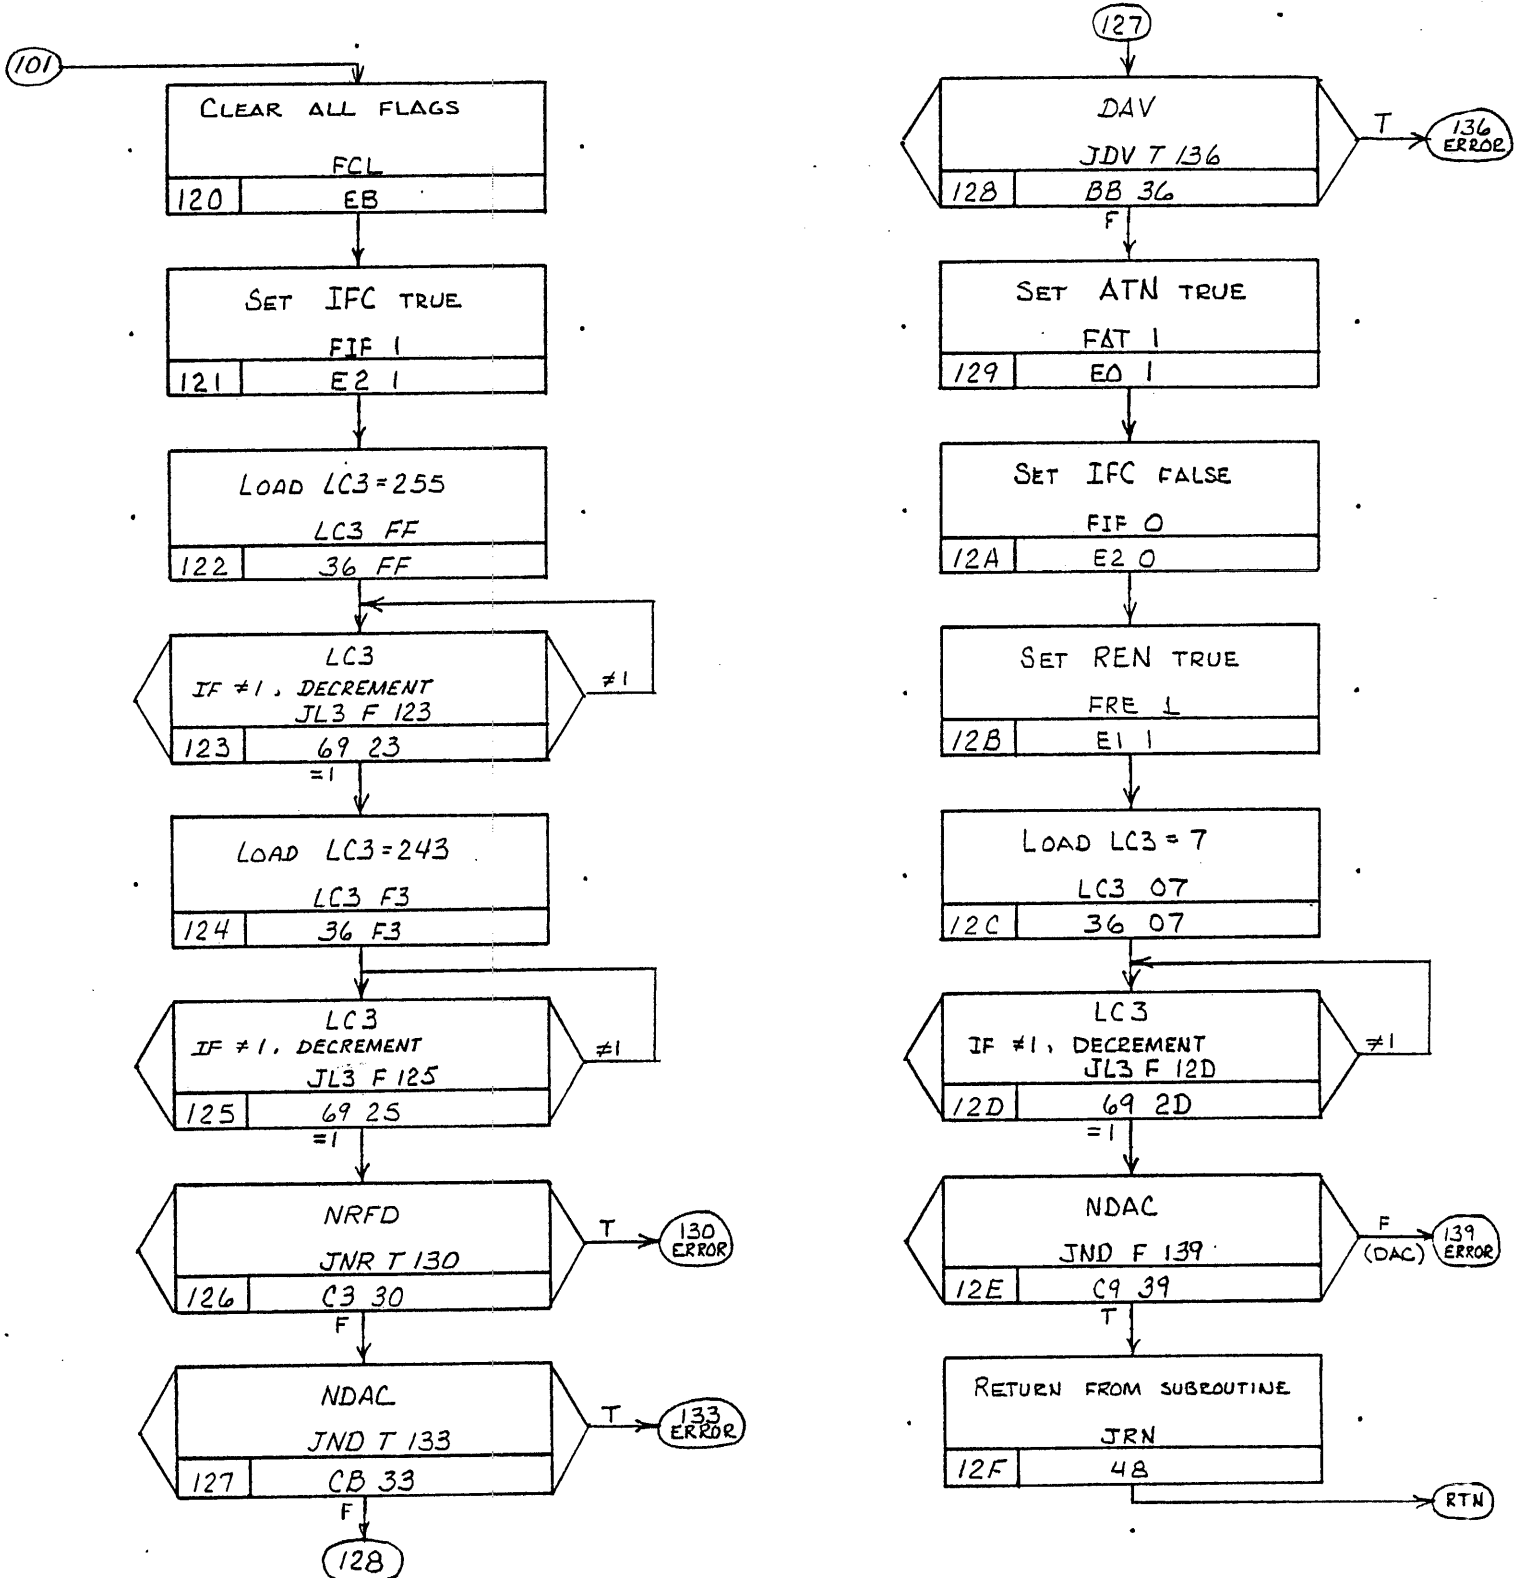 101
CLEAR ALL FLAGS
FCL
120 EB
SET IFC TRUE
FIF 1
121 E2 1
LOAD LC3=255
LC3 FF
122 36 FF
LC3
IF ≠1, DECREMENT
JL3 F 123
≠1
123 69 23
=1
LOAD LC3=243
LC3 F3
124 36 F3
LC3
IF ≠1, DECREMENT
JL3 F 125
≠1
125 69 25
=1
NRFD
JNR T 130
T
130
ERROR
126 C3 30
F
NDAC
JND T 133
T
133
ERROR
127 CB 33
F
128
127
DAV
JDV T 136
T
136
ERROR
128 BB 36
F
SET ATN TRUE
FAT 1
129 E0 1
SET IFC FALSE
FIF 0
12A E2 0
SET REN TRUE
FRE 1
12B E1 1
LOAD LC3 = 7
LC3 07
12C 36 07
LC3
IF ≠1, DECREMENT
JL3 F 12D
≠1
12D 69 2D
=1
NDAC
JND F 139
F
(DAC)
139
ERROR
12E C9 39
T
RETURN FROM SUBROUTINE
JRN
12F 48
RTN